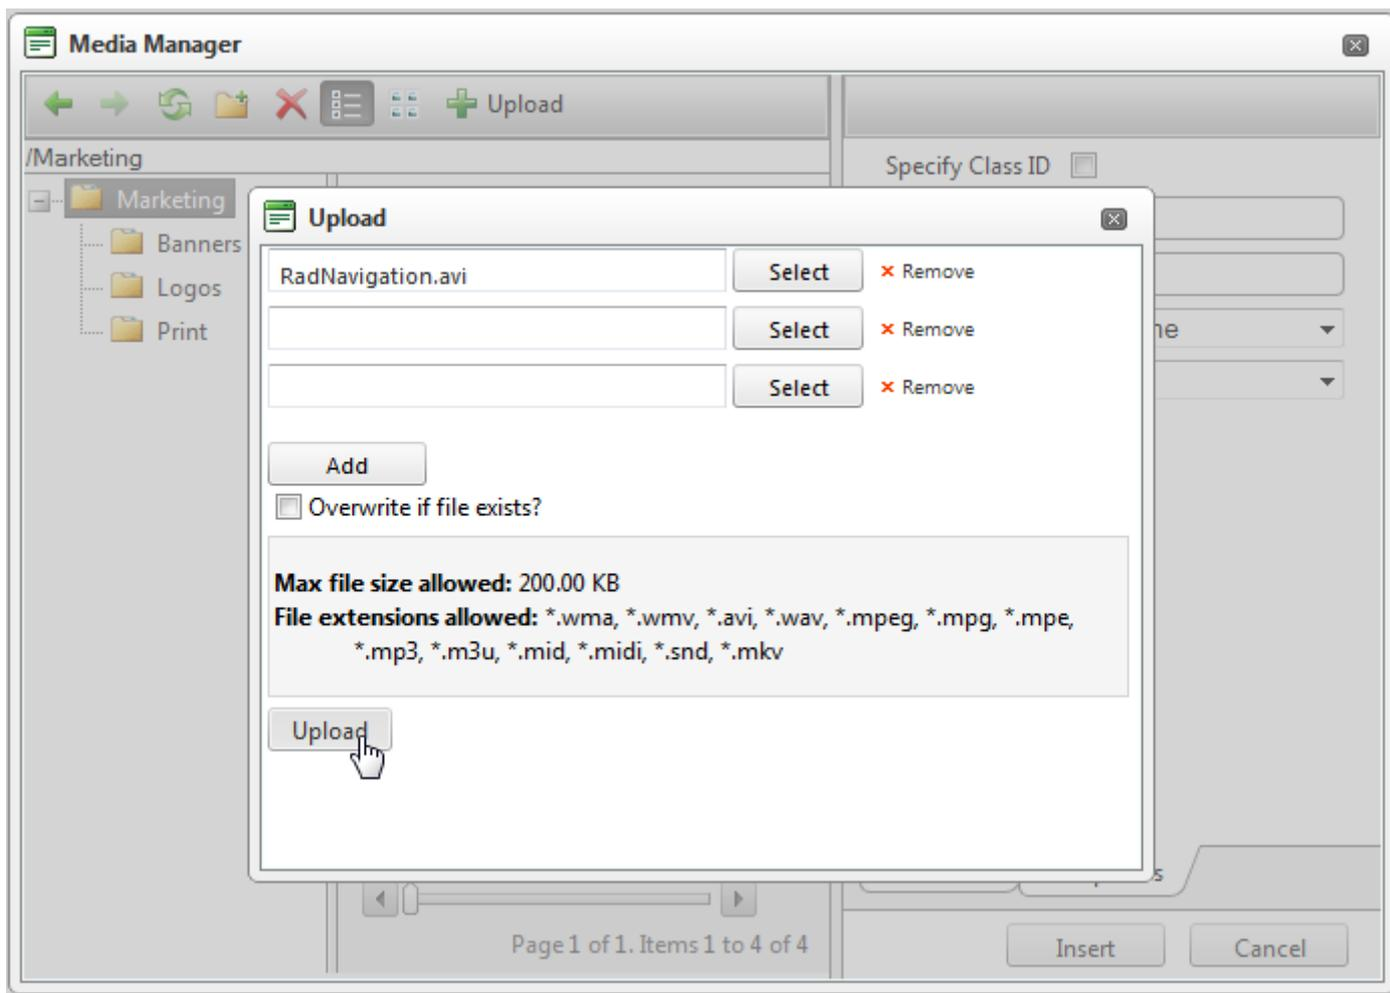 Media Manager
Upload
/Marketing
Specify Class ID
Marketing
Banners
Logos
Print
Upload
RadNavigation.avi Select Remove
Select Remove
Select Remove
Add
Overwrite if file exists?
Max file size allowed: 200.00 KB
File extensions allowed: *.wma, *.wmv, *.avi, *.wav, *.mpeg, *.mpg, *.mpe,
*.mp3, *.m3u, *.mid, *.midi, *.snd, *.mkv
Upload
Page 1 of 1. Items 1 to 4 of 4
Insert Cancel